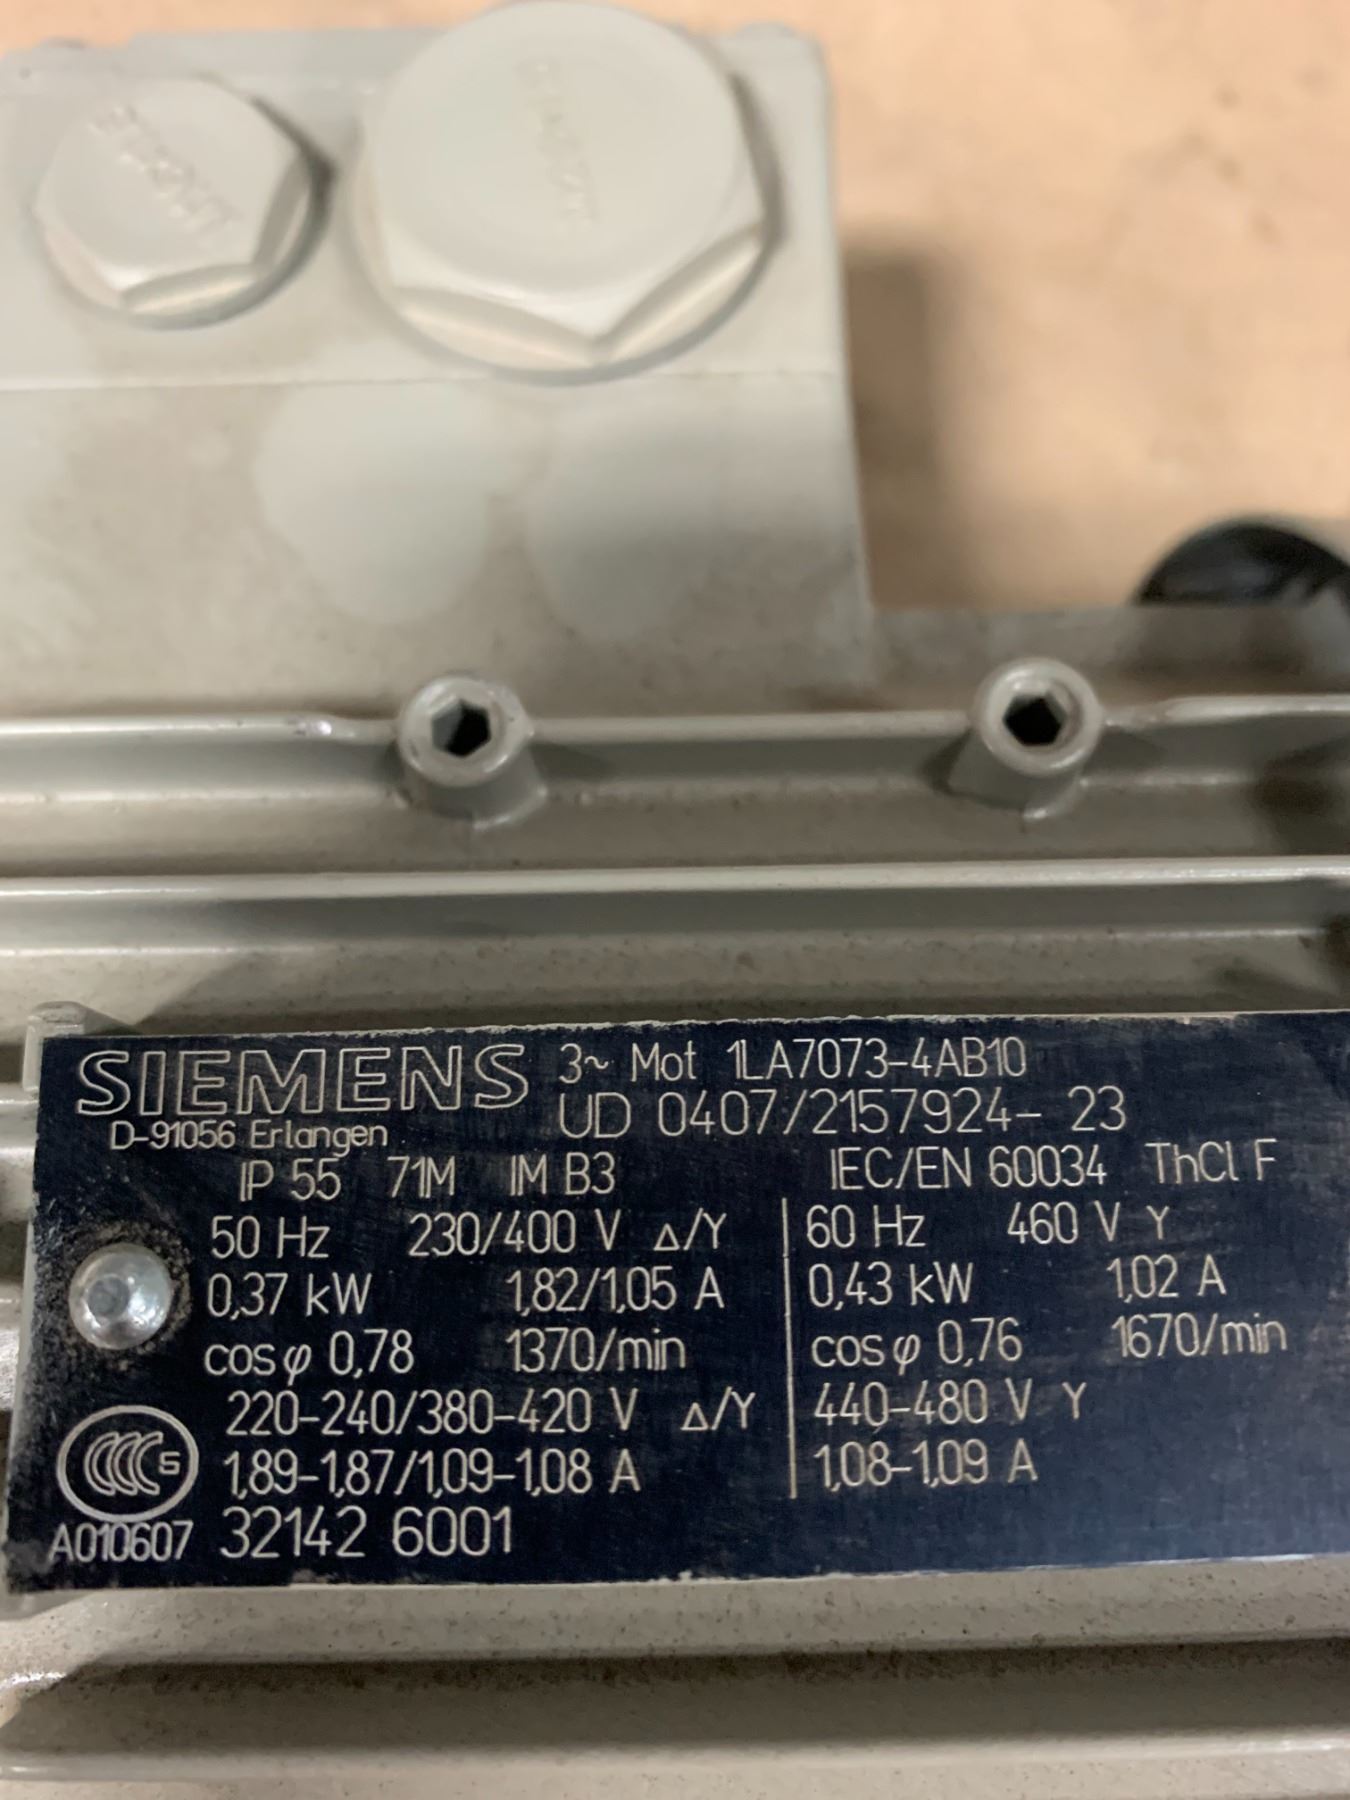 SIEMENS 3~ Mot 1LA7073-4AB10
D-91056 Erlangen UD 0407/2157924- 23
IP 55 71M IM B3 IEC/EN 60034 ThCl F
50 Hz 230/400 V Δ/Y 60 Hz 460 V Y
0,37 kW 1,82/1,05 A 0,43 kW 1,02 A
cosφ 0,78 1370/min cosφ 0,76 1670/min
220-240/380-420 V Δ/Y 440-480 V Y
1,89-1,87/1,09-1,08 A 1,08-1,09 A
CCC S
A010607 32142 6001